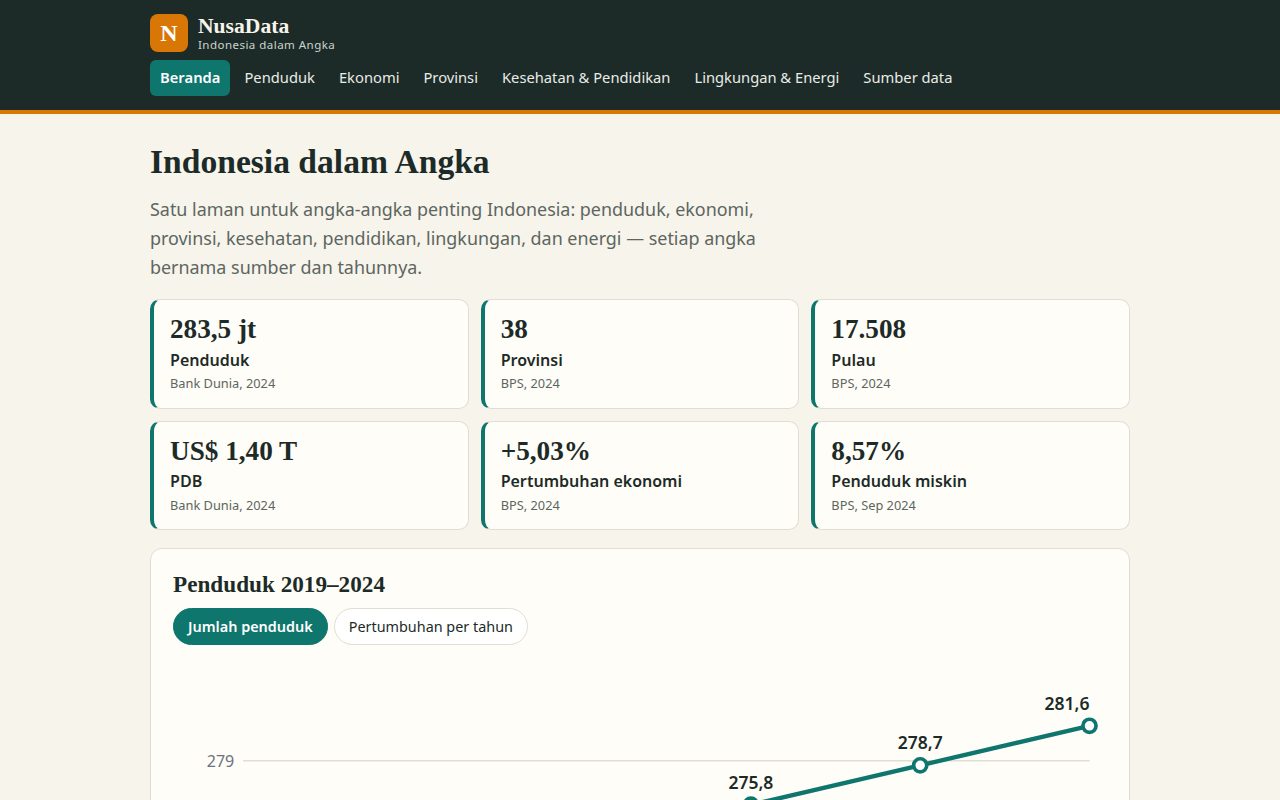 N
NusaData
Indonesia dalam Angka
Beranda Penduduk Ekonomi Provinsi Kesehatan & Pendidikan Lingkungan & Energi Sumber data
Indonesia dalam Angka
Satu laman untuk angka-angka penting Indonesia: penduduk, ekonomi,
provinsi, kesehatan, pendidikan, lingkungan, dan energi — setiap angka
bernama sumber dan tahunnya.
283,5 jt
Penduduk
Bank Dunia, 2024
38
Provinsi
BPS, 2024
17.508
Pulau
BPS, 2024
US$ 1,40 T
PDB
Bank Dunia, 2024
+5,03%
Pertumbuhan ekonomi
BPS, 2024
8,57%
Penduduk miskin
BPS, Sep 2024
Penduduk 2019–2024
Jumlah penduduk Pertumbuhan per tahun
281,6
278,7
279
275,8